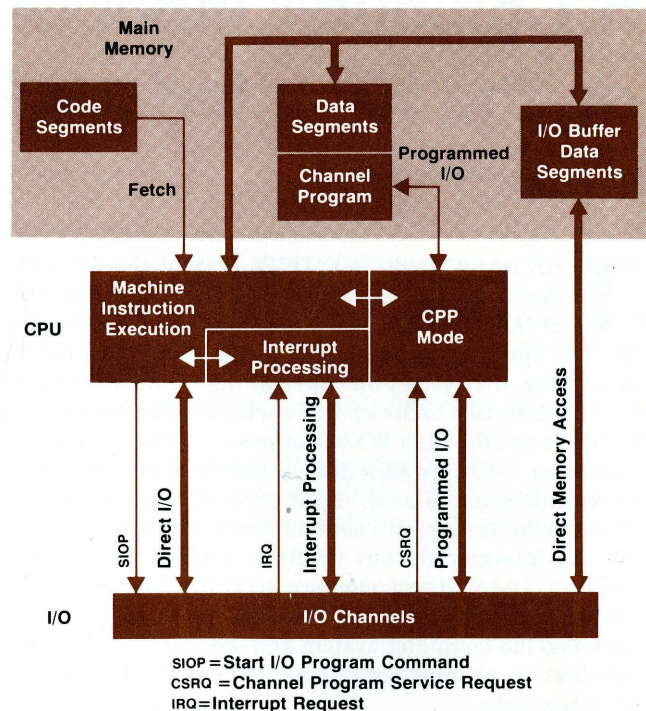 Main
Memory
Code
Segments
Data
Segments
Channel
Program
Programmed
I/O
I/O Buffer
Data
Segments
Fetch
CPU
Machine
Instruction
Execution
Interrupt
Processing
CPP
Mode
SIOP
Direct I/O
IRQ
Interrupt Processing
CSRQ
Programmed I/O
Direct Memory Access
I/O
I/O Channels
SIOP=Start I/O Program Command
CSRQ =Channel Program Service Request
IRQ=Interrupt Request